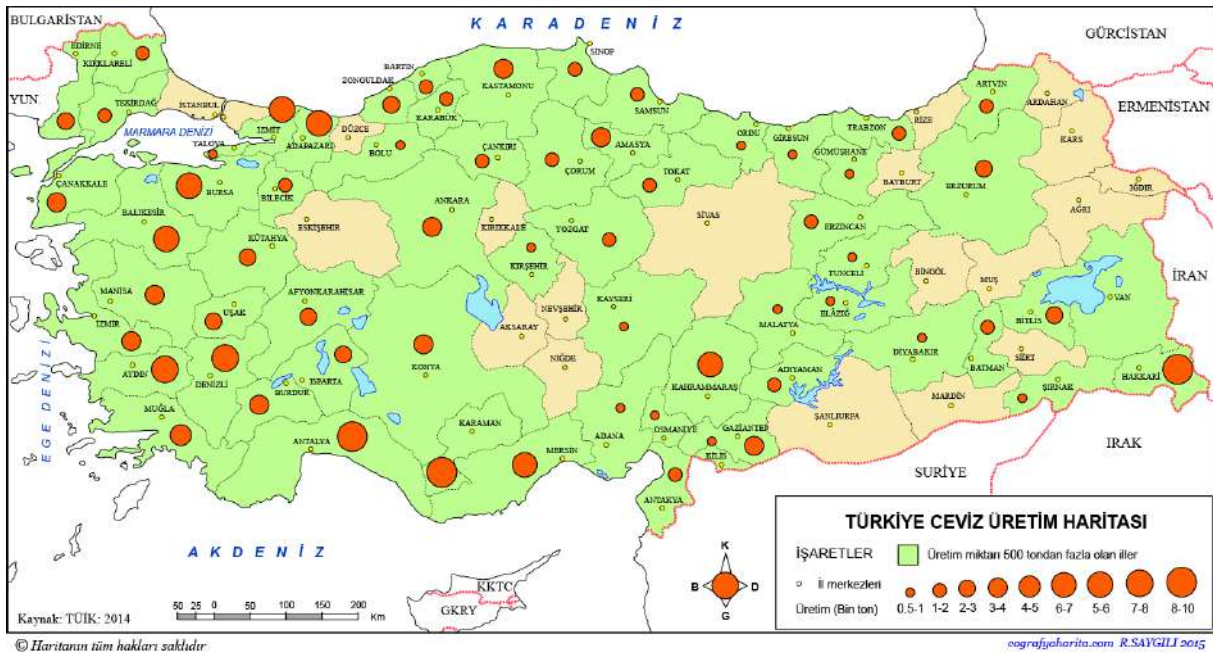 KARADENİZ
BULGARİSTAN
GÜRCİSTAN
ERMENİSTAN
YUN.
MARMARA DENİZİ
İRAN
EGE DENİZİ
IRAK
SURİYE
AKDENİZ
KKTC
GKRY
EDİRNE
KIRKLARELİ
TEKİRDAĞ
İSTANBUL
YALOVA
İZMİT
ADAPAZARI
DÜZCE
BOLU
ZONGULDAK
BARTIN
KARABÜK
KASTAMONU
SİNOP
SAMSUN
ÇANKIRI
ÇORUM
AMASYA
TOKAT
ORDU
GİRESUN
TRABZON
GÜMÜŞHANE
RİZE
BAYBURT
ARTVİN
ARDAHAN
KARS
IĞDIR
AĞRI
ERZURUM
ERZİNCAN
ÇANAKKALE
BALIKESİR
BURSA
BİLECİK
ESKİŞEHİR
KÜTAHYA
ANKARA
KIRIKKALE
YOZGAT
SİVAS
KIRŞEHİR
NEVŞEHİR
KAYSERİ
AKSARAY
NİĞDE
MANİSA
İZMİR
UŞAK
AFYONKARAHİSAR
AYDIN
DENİZLİ
BURDUR
ISPARTA
KONYA
MUĞLA
ANTALYA
KARAMAN
MERSİN
ADANA
OSMANİYE
ANTAKYA
KİLİS
GAZİANTEP
KAHRAMMARAŞ
ADIYAMAN
MALATYA
ELÂZIĞ
TUNCELİ
BİNGÖL
MUŞ
BİTLİS
VAN
DİYABAKIR
BATMAN
SİİRT
ŞIRNAK
HAKKARİ
MARDİN
ŞANLIURFA
K
B D
G
50 25 0 50 100 150 200
Km
Kaynak: TÜİK: 2014
TÜRKİYE CEVİZ ÜRETİM HARİTASI
İŞARETLER
Üretim miktarı 500 tondan fazla olan iller
İl merkezleri
Üretim (Bin ton) 0.5-1 1-2 2-3 3-4 4-5 6-7 5-6 7-8 8-10
© Haritanın tüm hakları saklıdır
cografyaharita.com R.SAYGILI 2015